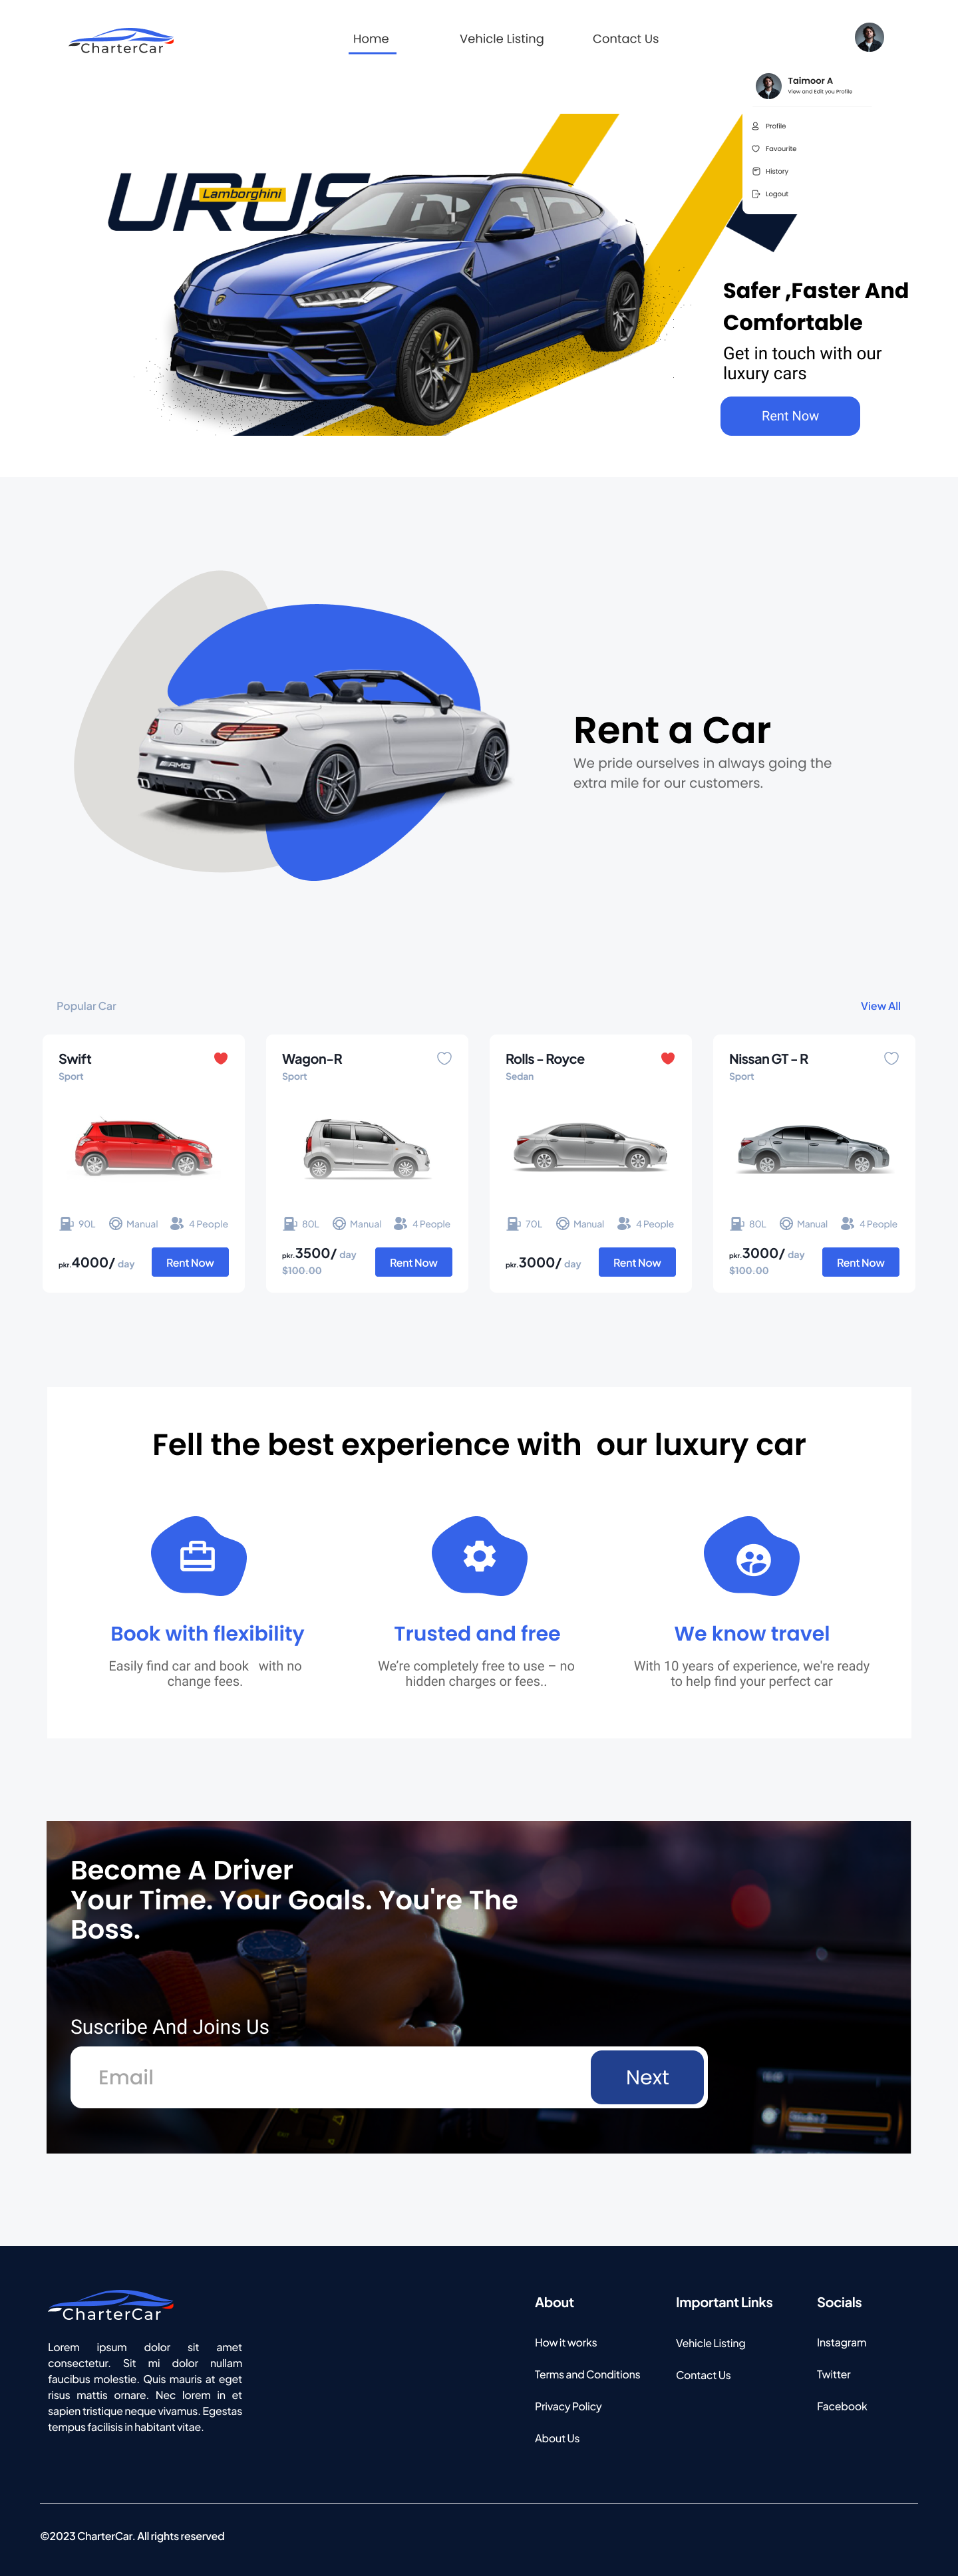 CharterCar
Home
Vehicle Listing
Contact Us
Taimoor A
View and Edit you Profile
Profile
Favourite
History
Logout
URUS
Lamborghini
Safer ,Faster And
Comfortable
Get in touch with our
luxury cars
Rent Now
AMG
Rent a Car
We pride ourselves in always going the
extra mile for our customers.
Popular Car
View All
Swift
Sport
90L
Manual
4 People
pkr.4000/ day
Rent Now
Wagon-R
Sport
80L
Manual
4 People
pkr.3500/ day
$100.00
Rent Now
Rolls - Royce
Sedan
70L
Manual
4 People
pkr.3000/ day
Rent Now
Nissan GT - R
Sport
80L
Manual
4 People
pkr.3000/ day
$100.00
Rent Now
Fell the best experience with  our luxury car
Book with flexibility
Easily find car and book  with no
change fees.
Trusted and free
We're completely free to use – no
hidden charges or fees..
We know travel
With 10 years of experience, we're ready
to help find your perfect car
Become A Driver
Your Time. Your Goals. You're The
Boss.
Suscribe And Joins Us
Email
Next
CharterCar
Lorem ipsum dolor sit amet
consectetur. Sit mi dolor nullam
faucibus molestie. Quis mauris at eget
risus mattis ornare. Nec lorem in et
sapien tristique neque vivamus. Egestas
tempus facilisis in habitant vitae.
About
How it works
Terms and Conditions
Privacy Policy
About Us
Important Links
Vehicle Listing
Contact Us
Socials
Instagram
Twitter
Facebook
©2023 CharterCar. All rights reserved